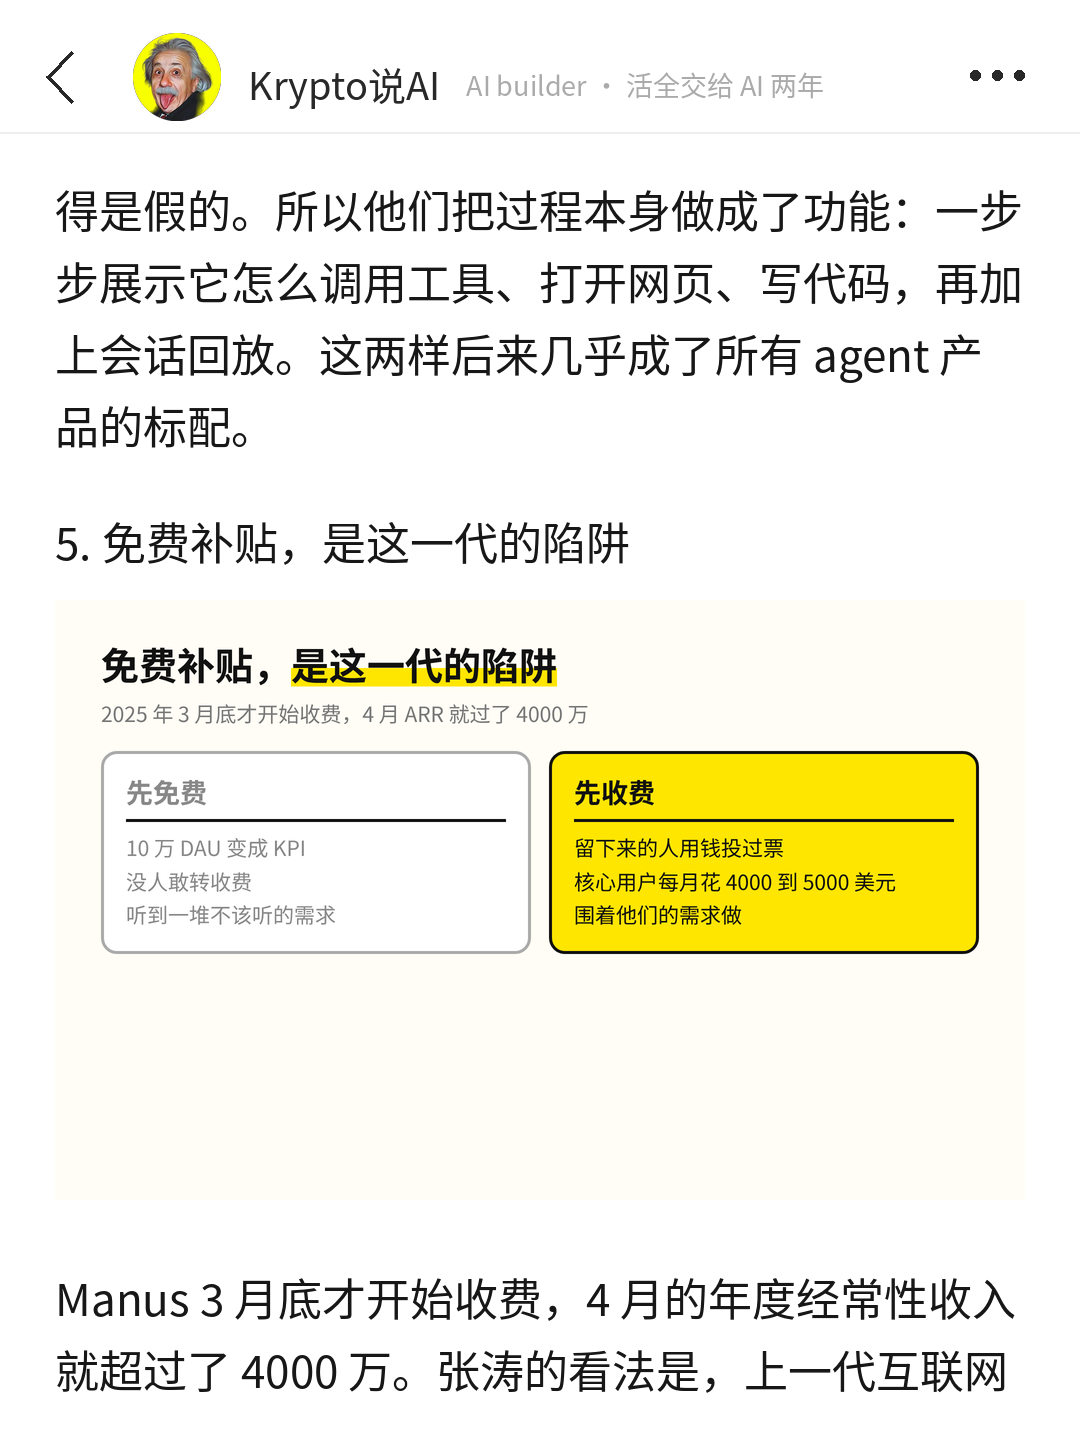 Krypto说AI AI builder · 活全交给 AI 两年
得是假的。所以他们把过程本身做成了功能：一步
步展示它怎么调用工具、打开网页、写代码，再加
上会话回放。这两样后来几乎成了所有 agent 产
品的标配。
5. 免费补贴，是这一代的陷阱
免费补贴，是这一代的陷阱
2025 年 3 月底才开始收费，4 月 ARR 就过了 4000 万
先免费
10 万 DAU 变成 KPI
没人敢转收费
听到一堆不该听的需求
先收费
留下来的人用钱投过票
核心用户每月花 4000 到 5000 美元
围着他们的需求做
Manus 3 月底才开始收费，4 月的年度经常性收入
就超过了 4000 万。张涛的看法是，上一代互联网